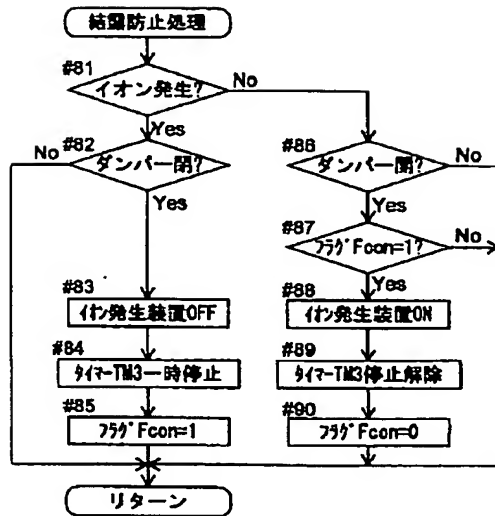 結露防止処理
#81
イオン発生?
No
Yes
#82
No
ダンパー閉?
Yes
#86
ダンパー開?
No
Yes
#87
フラグFcon=1?
No
Yes
#83
イオン発生装置OFF
#88
イオン発生装置ON
#84
タイマーTM3一時停止
#89
タイマーTM3停止解除
#85
フラグFcon=1
#90
フラグFcon=0
リターン